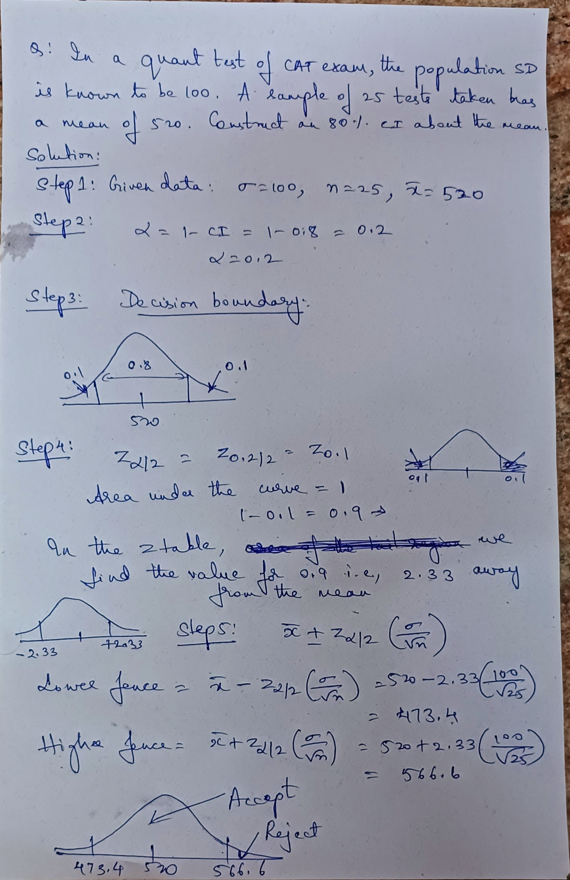 Q: In a quant test of CAT exam, the population SD
is known to be 100. A sample of 25 tests taken has
a mean of 520. Construct an 80% CI about the mean.
Solution:
Step 1: Given data: σ=100, n=25, x̄=520
Step 2: α = 1 - CI = 1 - 0.8 = 0.2
α=0.2
Step 3: Decision boundary:
0.1 0.8 0.1
520
Step 4: Zα/2 = Z0.2/2 = Z0.1
0.1 0.1
Area under the curve = 1
1-0.1 = 0.9 →
In the z table, we
find the value for 0.9 i.e, 2.33 away
from the mean
-2.33 +2.33
Step 5: x̄ ± Zα/2 (σ/√n)
Lower fence = x̄ - Zα/2 (σ/√n) = 520 - 2.33 (100/√25)
= 473.4
Higher fence = x̄ + Zα/2 (σ/√n) = 520 + 2.33 (100/√25)
= 566.6
Accept
Reject
473.4 520 566.6